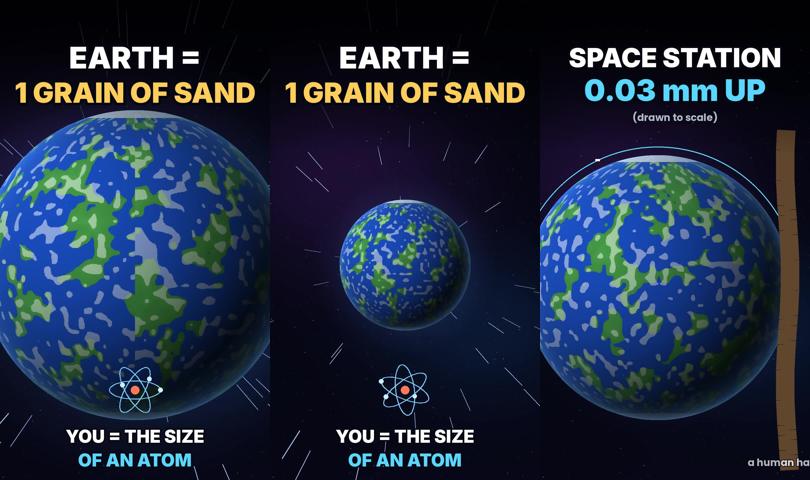 EARTH =
1 GRAIN OF SAND
YOU = THE SIZE
OF AN ATOM
EARTH =
1 GRAIN OF SAND
YOU = THE SIZE
OF AN ATOM
SPACE STATION
0.03 mm UP
(drawn to scale)
a human ha